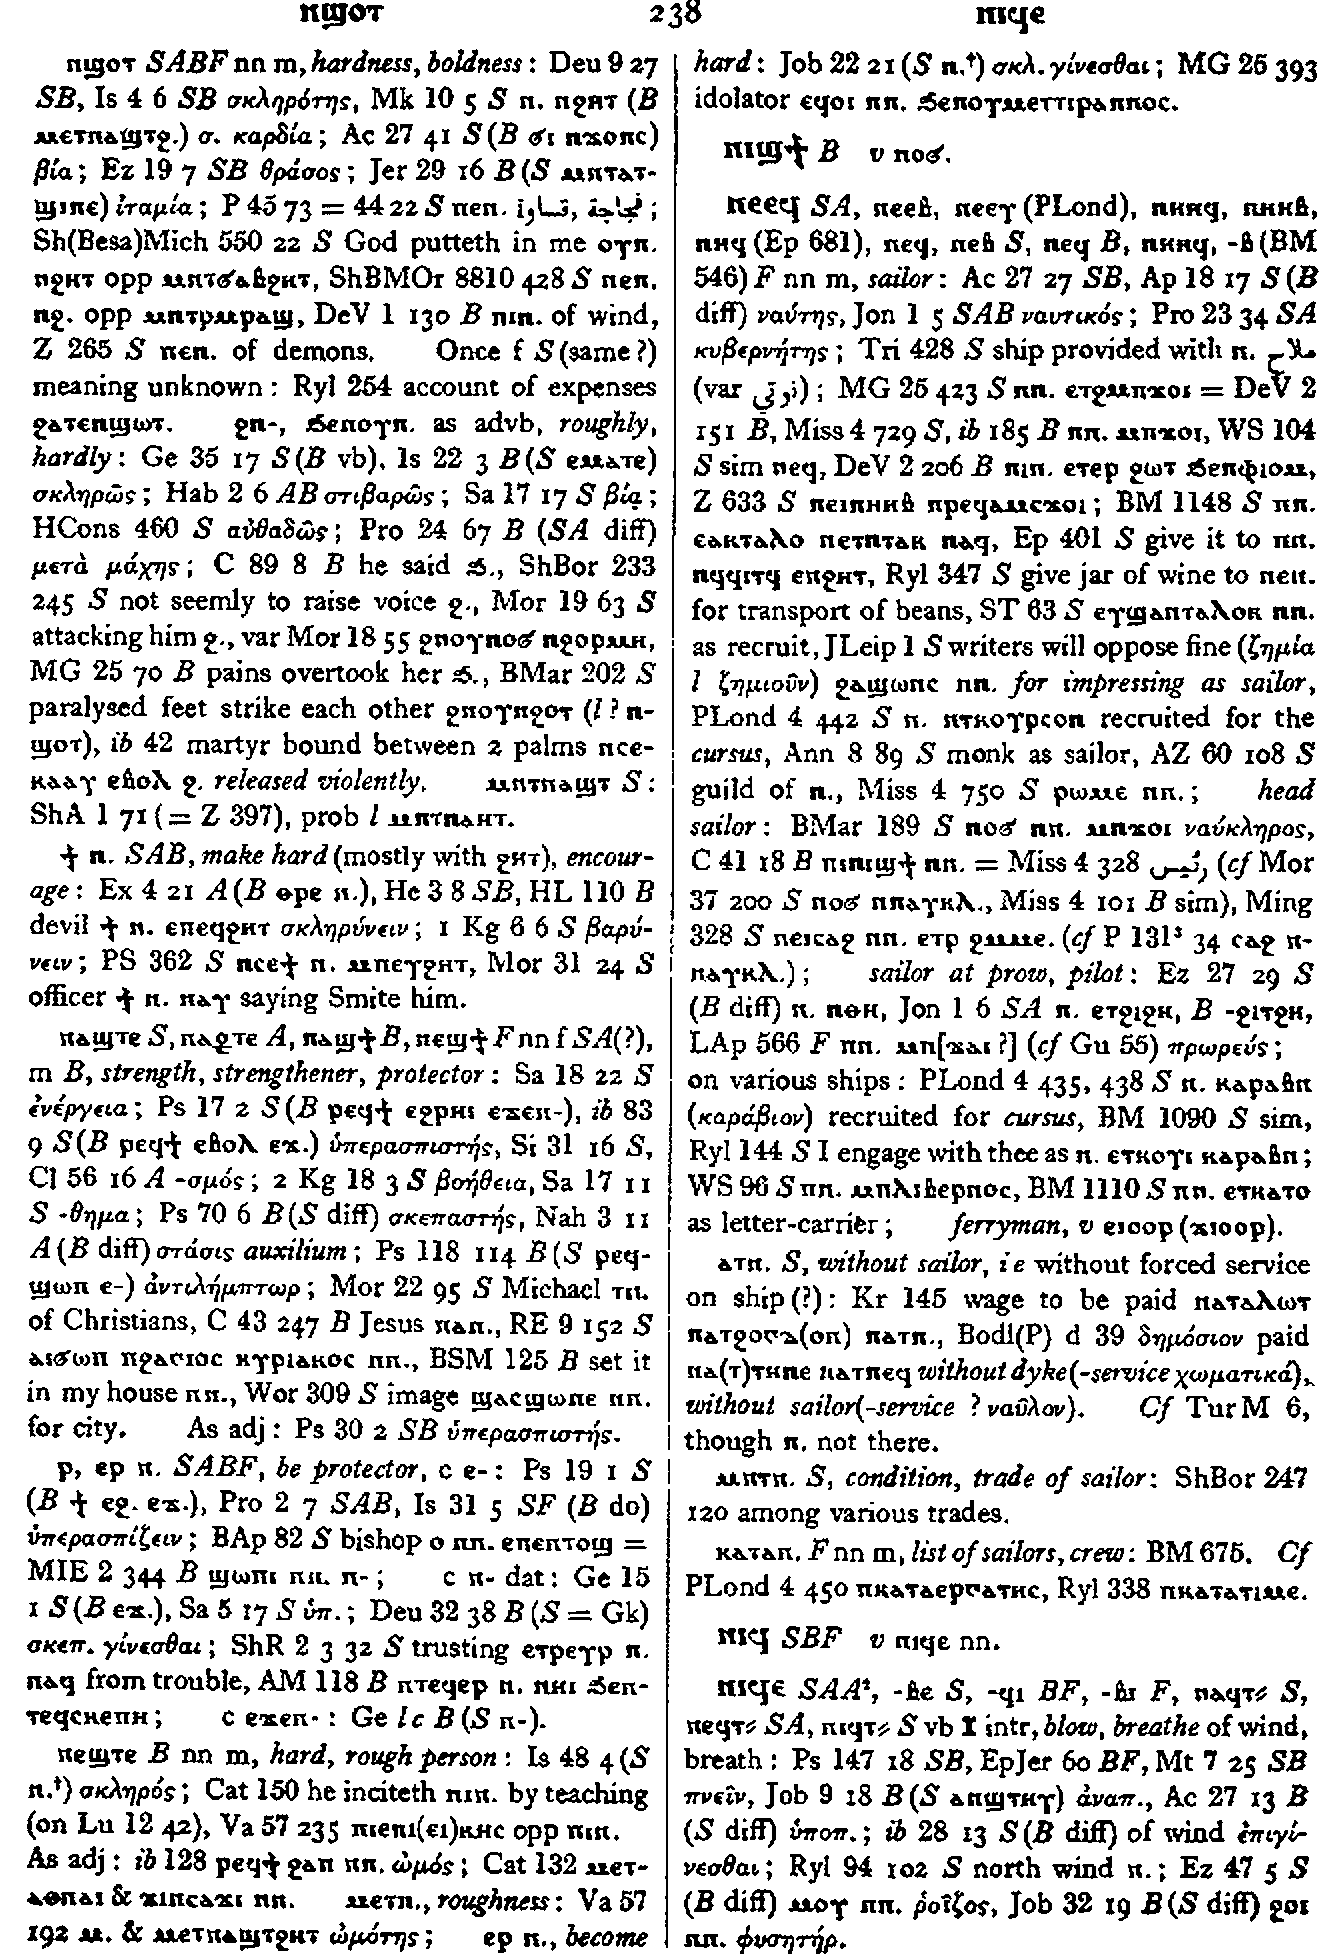 ⲛϣⲟⲧ 238 ⲛⲓϥⲉ
ⲛϣⲟⲧ SABF nn m, hardness, boldness: Deu 9 27
SB, Is 4 6 SB σκληρότης, Mk 10 5 S ⲛ. ⲛϩⲏⲧ (B
ⲙⲉⲧⲛⲁϣⲧϩ.) σ. καρδία; Ac 27 41 S (B ϭⲓ ⲛϫⲟⲛⲥ)
βία; Ez 19 7 SB θράσος; Jer 29 16 B (S ⲙⲛⲧⲁⲧ-
ϣⲓⲡⲉ) ἰταμία; P 45 73 = 44 22 S ⲡⲉⲛ.
Sh(Besa)Mich 550 22 S God putteth in me ⲟⲩⲛ.
ⲛϩⲏⲧ opp ⲙⲛⲧϭⲁⲃϩⲏⲧ, ShBMOr 8810 428 S ⲡⲉⲛ.
ⲛϩ. opp ⲙⲛⲧⲣⲙⲣⲁϣ, DeV 1 130 B ⲡⲓⲛ. of wind,
Z 265 S ⲡⲉⲛ. of demons. Once f S (same?)
meaning unknown: Ryl 254 account of expenses
ϩⲁⲧⲉⲛϣⲱⲧ. ϩⲛ-, ϧⲉⲛⲟⲩⲛ. as advb, roughly,
hardly: Ge 35 17 S (B vb), Is 22 3 B (S ⲉⲙⲁⲧⲉ)
σκληρῶς; Hab 2 6 AB στιβαρῶς; Sa 17 17 S βίᾳ;
HCons 460 S αὐθαδῶς; Pro 24 67 B (SA diff)
μετὰ μάχης; C 89 8 B he said ϧ., ShBor 233
245 S not seemly to raise voice ϩ., Mor 19 63 S
attacking him ϩ., var Mor 18 55 ϩⲛⲟⲩⲛⲟϭ ⲛϩⲟⲣⲙⲏ,
MG 25 70 B pains overtook her ϧ., BMar 202 S
paralysed feet strike each other ϩⲛⲟⲩⲛϩⲟⲧ (l ? ⲛ-
ϣⲟⲧ), ib 42 martyr bound between 2 palms ⲛⲥⲉ-
ⲕⲁⲁⲩ ⲉⲃⲟⲗ ϩ. released violently. ⲙⲛⲧⲛⲁϣⲧ S:
ShA 1 71 (= Z 397), prob l ⲙⲛⲧⲛⲁⲏⲧ.
ϯ ⲛ. SAB, make hard (mostly with ϩⲏⲧ), encour-
age: Ex 4 21 A (B ⲑⲣⲉ ⲛ.), He 3 8 SB, HL 110 B
devil ϯ ⲛ. ⲉⲡⲉϥϩⲏⲧ σκληρύνειν; 1 Kg 6 6 S βαρύ-
νειν; PS 362 S ⲛⲥⲉϯ ⲛ. ⲙⲡⲉⲩϩⲏⲧ, Mor 31 24 S
officer ϯ ⲛ. ⲛⲁⲩ saying Smite him.
ⲛⲁϣⲧⲉ S, ⲛⲁϩⲧⲉ A, ⲛⲁϣϯ B, ⲛⲉϣϯ F nn f SA(?),
m B, strength, strengthener, protector: Sa 18 22 S
ἐνέργεια; Ps 17 2 S (B ⲣⲉϥϯ ⲉϩⲣⲏⲓ ⲉϫⲉⲛ-), ib 83
9 S (B ⲣⲉϥϯ ⲉⲃⲟⲗ ⲉϫ.) ὑπερασπιστής, Si 31 16 S,
Cl 56 16 A -σμός; 2 Kg 18 3 S βοήθεια, Sa 17 11
S -θημα; Ps 70 6 B (S diff) σκεπαστής, Nah 3 11
A (B diff) στάσις auxilium; Ps 118 114 B (S ⲣⲉϥ-
ϣⲱⲡ ⲉ-) ἀντιλήμπτωρ; Mor 22 95 S Michael ⲧⲛ.
of Christians, C 43 247 B Jesus ⲡⲁⲛ., RE 9 152 S
ⲁⲓϭⲱⲡ ⲛϩⲁⲅⲓⲟⲥ ⲕⲩⲣⲓⲁⲕⲟⲥ ⲛⲛ., BSM 125 B set it
in my house ⲛⲛ., Wor 309 S image ϣⲁⲥϣⲱⲡⲉ ⲛⲛ.
for city. As adj: Ps 30 2 SB ὑπερασπιστής.
ⲣ, ⲉⲣ ⲛ. SABF, be protector, c ⲉ-: Ps 19 1 S
(B ϯ ⲉϩ. ⲉϫ.), Pro 2 7 SAB, Is 31 5 SF (B do)
ὑπερασπίζειν; BAp 82 S bishop ⲟ ⲛⲛ. ⲉⲡⲉⲛⲧⲟϣ =
MIE 2 344 B ϣⲱⲡⲓ ⲛⲛ. ⲛ-; c ⲛ- dat: Ge 15
1 S (B ⲉϫ.), Sa 5 17 S ὑπ.; Deu 32 38 B (S = Gk)
σκεπ. γίνεσθαι; ShR 2 3 32 S trusting ⲉⲧⲣⲉⲩⲣ ⲛ.
ⲛⲁϥ from trouble, AM 118 B ⲛⲧⲉϥⲉⲣ ⲛ. ⲛⲏⲓ ϧⲉⲛ-
ⲧⲉϥⲥⲕⲉⲡⲏ; c ⲉϫⲉⲛ-: Ge l c B (S ⲛ-).
ⲛⲉϣⲧⲉ B nn m, hard, rough person: Is 48 4 (S
ⲛ.†) σκληρός; Cat 150 he inciteth ⲛⲓⲛ. by teaching
(on Lu 12 42), Va 57 235 ⲡⲓⲉⲡⲓ(ⲉⲓ)ⲕⲏⲥ opp ⲡⲓⲛ.
As adj: ib 128 ⲣⲉϥϯ ϩⲁⲡ ⲛⲛ. ὠμός; Cat 132 ⲙⲉⲧ-
ⲁⲑⲛⲁⲓ & ϫⲓⲛⲥⲁϫⲓ ⲛⲛ. ⲙⲉⲧⲛ., roughness: Va 57
192 ⲙ. & ⲙⲉⲧⲛⲁϣⲧϩⲏⲧ ὠμότης; ⲉⲣ ⲛ., become
hard: Job 22 21 (S ⲛ.†) σκλ. γίνεσθαι; MG 25 393
idolator ⲉϥⲟⲓ ⲛⲛ. ϧⲉⲛⲟⲩⲙⲉⲧⲧⲓⲣⲁⲛⲛⲟⲥ.
ⲛⲓϣϯ B v ⲛⲟϭ.
ⲛⲉⲉϥ SA, ⲛⲉⲉⲃ, ⲛⲉⲉⲩ (PLond), ⲛⲏⲏϥ, ⲛⲏⲏⲃ,
ⲛⲏϥ (Ep 681), ⲛⲉϥ, ⲛⲉⲃ S, ⲛⲉϥ B, ⲛⲏⲏϥ, -ⲃ (BM
546) F nn m, sailor: Ac 27 27 SB, Ap 18 17 S (B
diff) ναύτης, Jon 1 5 SAB ναυτικός; Pro 23 34 SA
κυβερνήτης; Tri 428 S ship provided with ⲛ. ملاح
(var نوتى); MG 25 423 S ⲛⲛ. ⲉⲧϩⲙⲡϫⲟⲓ = DeV 2
151 B, Miss 4 729 S, ib 185 B ⲛⲛ. ⲙⲡϫⲟⲓ, WS 104
S sim ⲛⲉϥ, DeV 2 206 B ⲡⲓⲛ. ⲉⲧⲉⲣ ϩⲱⲧ ϧⲉⲛⲫⲓⲟⲙ,
Z 633 S ⲡⲉⲓⲛⲏⲏⲃ ⲛⲣⲉϥⲙⲉⲥϫⲟⲓ; BM 1148 S ⲛⲛ.
ⲉⲁⲕⲧⲁⲗⲟ ⲡⲉⲧⲛⲧⲁⲕ ⲛⲁϥ, Ep 401 S give it to ⲛⲛ.
ⲛϥϥⲓⲧϥ ⲉⲡϩⲏⲧ, Ryl 347 S give jar of wine to ⲡⲉⲛ.
for transport of beans, ST 63 S ⲉⲩϣⲁⲛⲧⲁⲗⲟⲕ ⲛⲛ.
as recruit, JLeip 1 S writers will oppose fine (ζημία
l ζημιοῦν) ϩⲁϣⲱⲡⲥ ⲛⲛ. for impressing as sailor,
PLond 4 442 S ⲛ. ⲛⲧⲕⲟⲩⲣⲥⲟⲛ recruited for the
cursus, Ann 8 89 S monk as sailor, AZ 60 108 S
guild of ⲛ., Miss 4 750 S ⲣⲱⲙⲉ ⲛⲛ.; head
sailor: BMar 189 S ⲛⲟϭ ⲛⲛ. ⲙⲡϫⲟⲓ ναύκληρος,
C 41 18 B ⲡⲓⲛⲓϣϯ ⲛⲛ. = Miss 4 328 رئيس, (cf Mor
37 200 S ⲛⲟϭ ⲛⲛⲁⲩⲕⲗ., Miss 4 101 B sim), Ming
328 S ⲡⲉⲓⲥⲁϩ ⲛⲛ. ⲉⲧⲣ ϩⲙⲙⲉ. (cf P 131³ 34 ⲥⲁϩ ⲛ-
ⲛⲁⲩⲕⲗ.); sailor at prow, pilot: Ez 27 29 S
(B diff) ⲛ. ⲛⲑⲏ, Jon 1 6 SA ⲛ. ⲉⲧϩⲓϩⲏ, B -ϩⲓⲧϩⲏ,
LAp 566 F ⲛⲛ. ⲙⲡ[ϫⲁⲓ ?] (cf Gu 55) πρωρεύς;
on various ships: PLond 4 435, 438 S ⲛ. ⲕⲁⲣⲁⲃⲛ
(καράβιον) recruited for cursus, BM 1090 S sim,
Ryl 144 S I engage with thee as ⲛ. ⲉⲧⲕⲟⲩⲓ ⲕⲁⲣⲁⲃⲛ;
WS 96 S ⲛⲛ. ⲙⲡⲗⲓⲃⲉⲣⲛⲟⲥ, BM 1110 S ⲛⲛ. ⲉⲧⲕⲁⲧⲟ
as letter-carrier; ferryman, v ⲉⲓⲟⲟⲣ (ϫⲓⲟⲟⲣ).
ⲁⲧⲛ. S, without sailor, i e without forced service
on ship (?): Kr 145 wage to be paid ⲛⲁⲧⲁⲗⲱⲧ
ⲛⲁⲧϩⲟⲅⲇ(ⲟⲛ) ⲛⲁⲧⲛ., Bodl(P) d 39 δημόσιον paid
ⲛⲁ(ⲧ)ⲧⲏⲛⲉ ⲛⲁⲧⲛⲉϥ without dyke (-service χωματικά),
without sailor(-service ? ναῦλον). Cf TurM 6,
though ⲛ. not there.
ⲙⲛⲧⲛ. S, condition, trade of sailor: ShBor 247
120 among various trades.
ⲕⲁⲧⲁⲛ. F nn m, list of sailors, crew: BM 675. Cf
PLond 4 450 ⲡⲕⲁⲧⲁⲉⲣⲅⲁⲧⲏⲥ, Ryl 338 ⲡⲕⲁⲧⲁϯⲙⲉ.
ⲛⲓϥ SBF v ⲛⲓϥⲉ nn.
ⲛⲓϥⲉ SAA², -ⲃⲉ S, -ϥⲓ BF, -ⲃⲓ F, ⲛⲁϥⲧ⸗ S,
ⲛⲉϥⲧ⸗ SA, ⲛⲓϥⲧ⸗ S vb I intr, blow, breathe of wind,
breath: Ps 147 18 SB, EpJer 60 BF, Mt 7 25 SB
πνεῖν, Job 9 18 B (S ⲁⲛϣⲧⲏⲩ) ἀναπ., Ac 27 13 B
(S diff) ὑποπ.; ib 28 13 S (B diff) of wind ἐπιγί-
νεσθαι; Ryl 94 102 S north wind ⲛ.; Ez 47 5 S
(B diff) ⲙⲟⲩ ⲛⲛ. ῥοῖζος, Job 32 19 B (S diff) ϩⲟⲓ
ⲛⲛ. φυσητήρ.